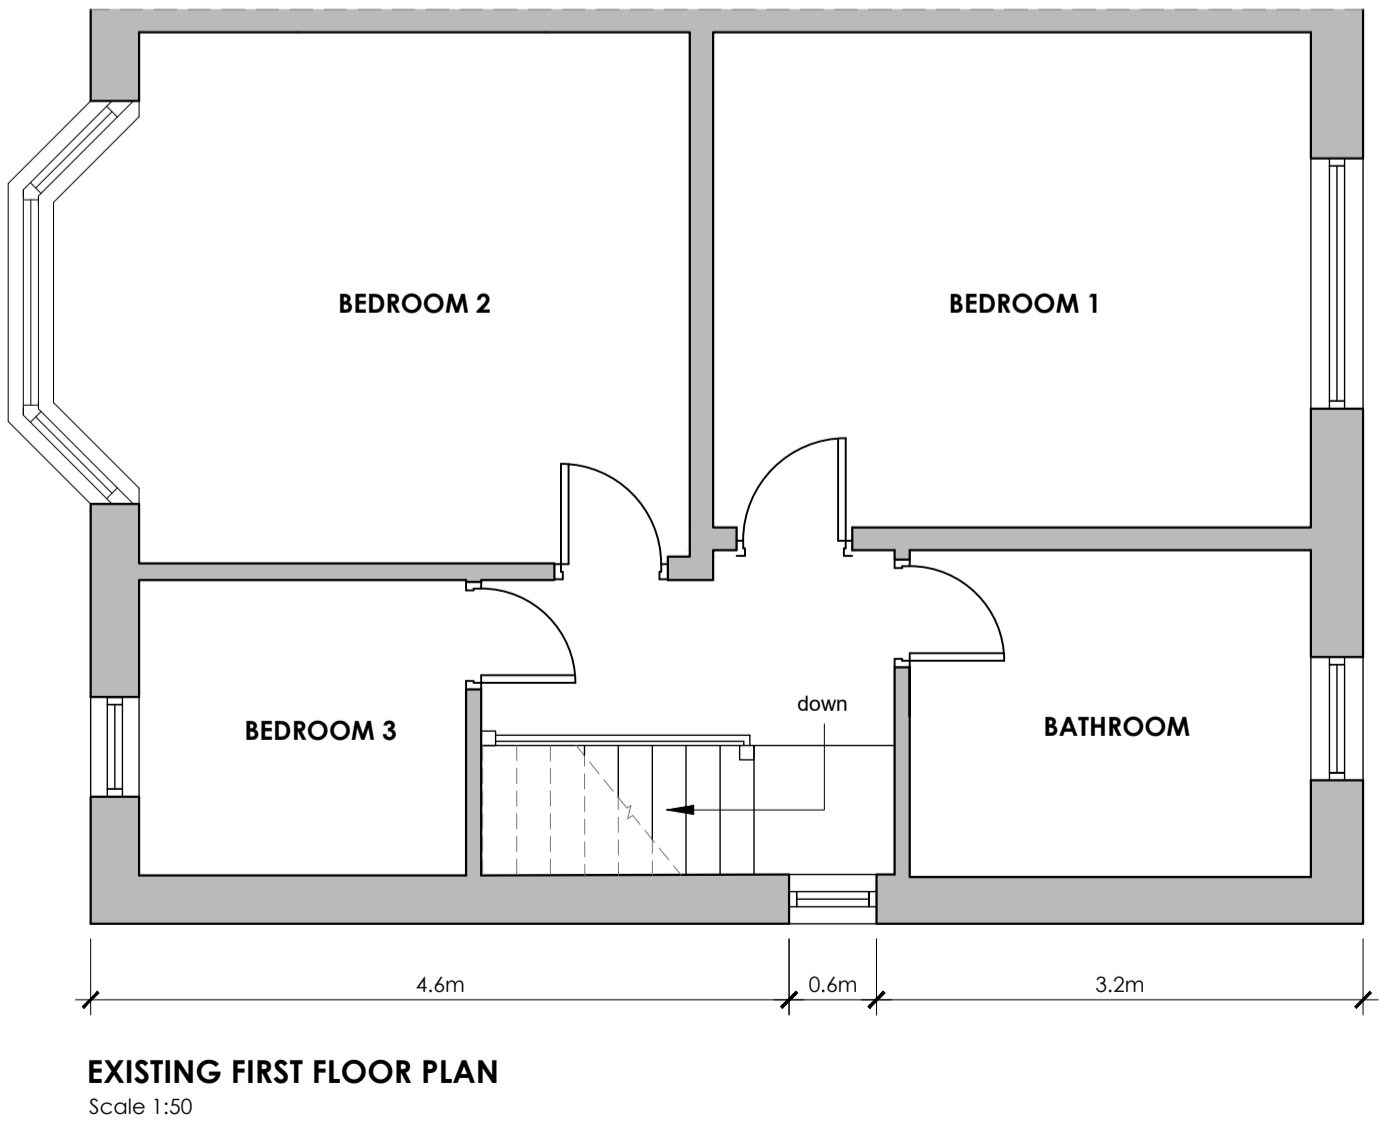 BEDROOM 2
BEDROOM 1
down
BEDROOM 3
BATHROOM
4.6m
0.6m
3.2m
EXISTING FIRST FLOOR PLAN
Scale 1:50